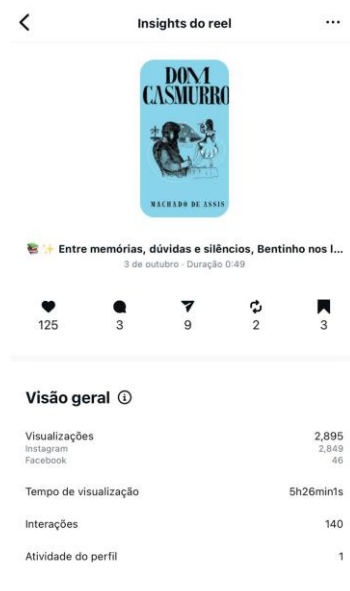 Insights do reel
DOM
CASMURRO
MACHADO DE ASSIS
📚✨ Entre memórias, dúvidas e silêncios, Bentinho nos l...
3 de outubro · Duração 0:49
125
3
9
2
3
Visão geral
Visualizações 2,895
Instagram 2,849
Facebook 46
Tempo de visualização 5h26min1s
Interações 140
Atividade do perfil 1